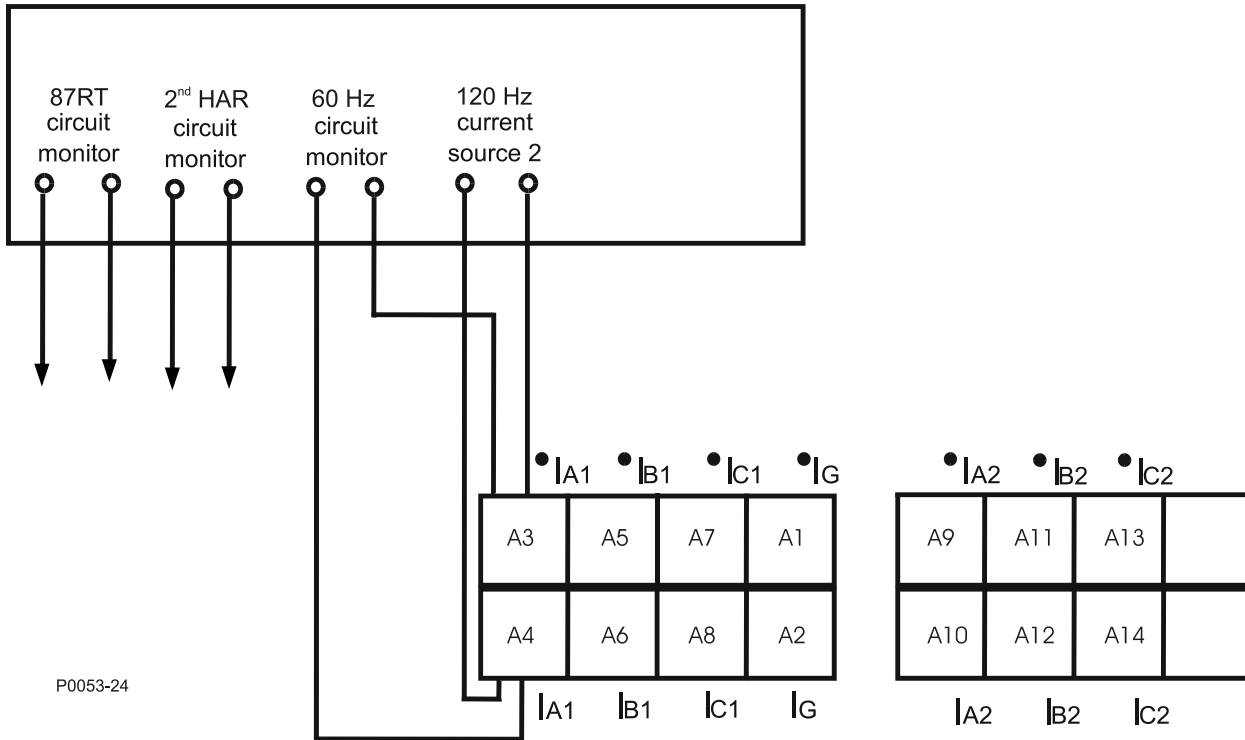 87RT
circuit
monitor
2nd HAR
circuit
monitor
60 Hz
circuit
monitor
120 Hz
current
source 2
IA1 IB1 IC1 IG
IA2 IB2 IC2
A3 A5 A7 A1
A9 A11 A13
A4 A6 A8 A2
A10 A12 A14
P0053-24
IA1 IB1 IC1 IG
IA2 IB2 IC2